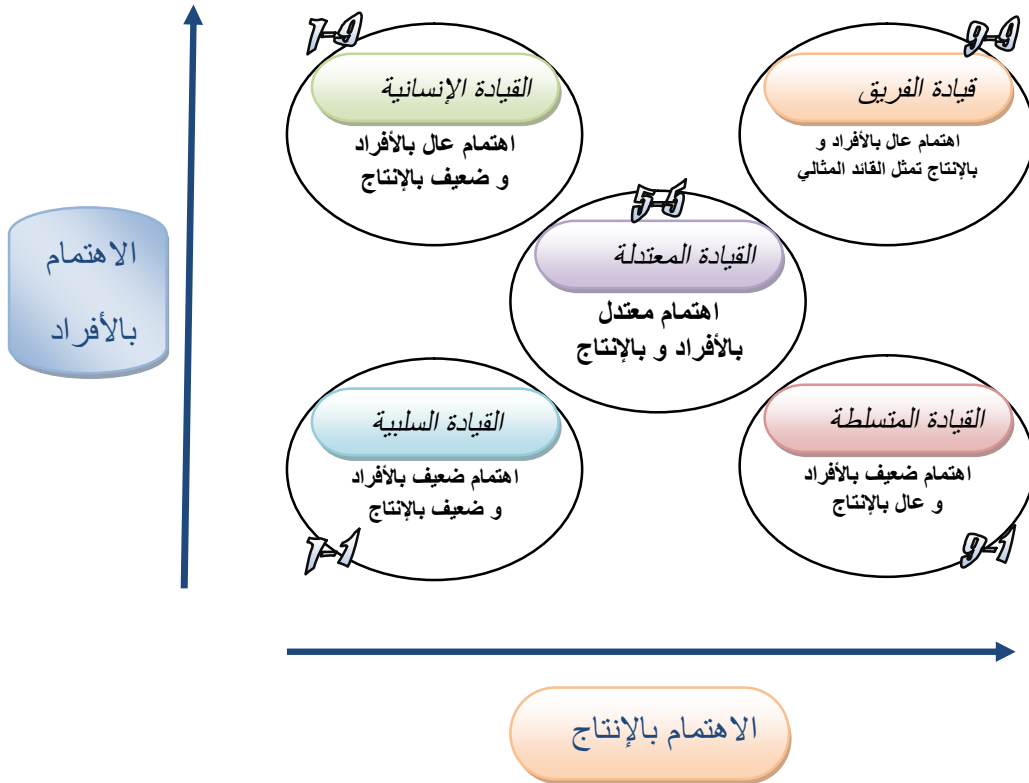 1-9
القيادة الإنسانية
اهتمام عال بالأفراد
و ضعيف بالإنتاج
9-9
قيادة الفريق
اهتمام عال بالأفراد و
بالإنتاج تمثل القائد المثالي
5-5
القيادة المعتدلة
اهتمام معتدل
بالأفراد و بالإنتاج
الاهتمام
بالأفراد
القيادة السلبية
اهتمام ضعيف بالأفراد
و ضعيف بالإنتاج
1-1
القيادة المتسلطة
اهتمام ضعيف بالأفراد
و عال بالإنتاج
9-1
الاهتمام بالإنتاج